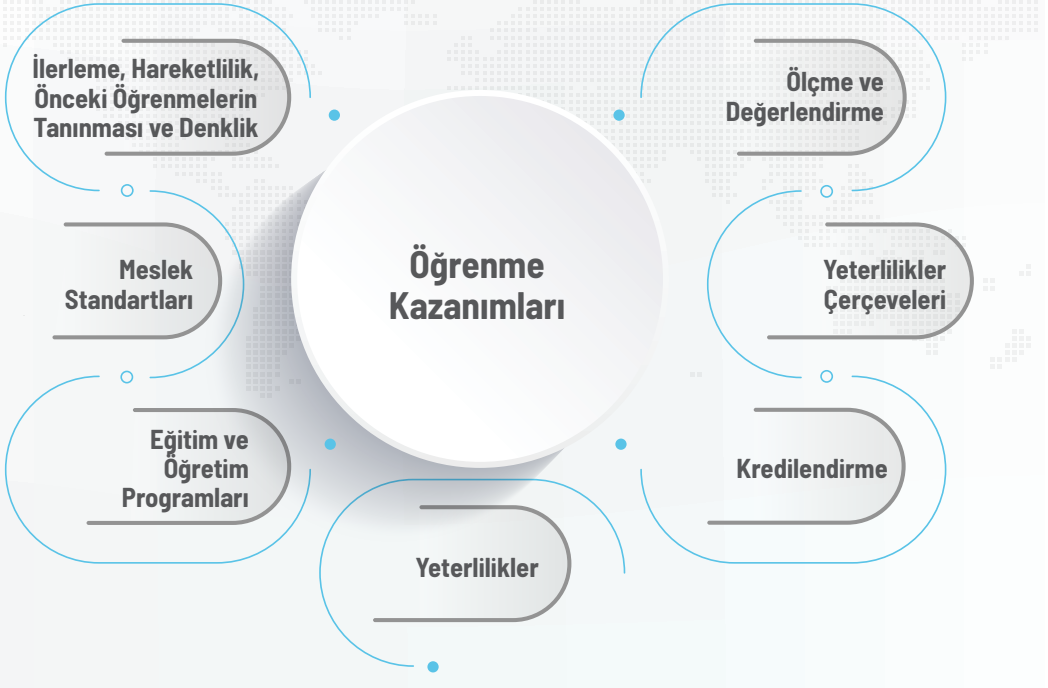 İlerleme, Hareketlilik,
Önceki Öğrenmelerin
Tanınması ve Denklik
Ölçme ve
Değerlendirme
Öğrenme
Kazanımları
Meslek
Standartları
Yeterlilikler
Çerçeveleri
Eğitim ve
Öğretim
Programları
Kredilendirme
Yeterlilikler